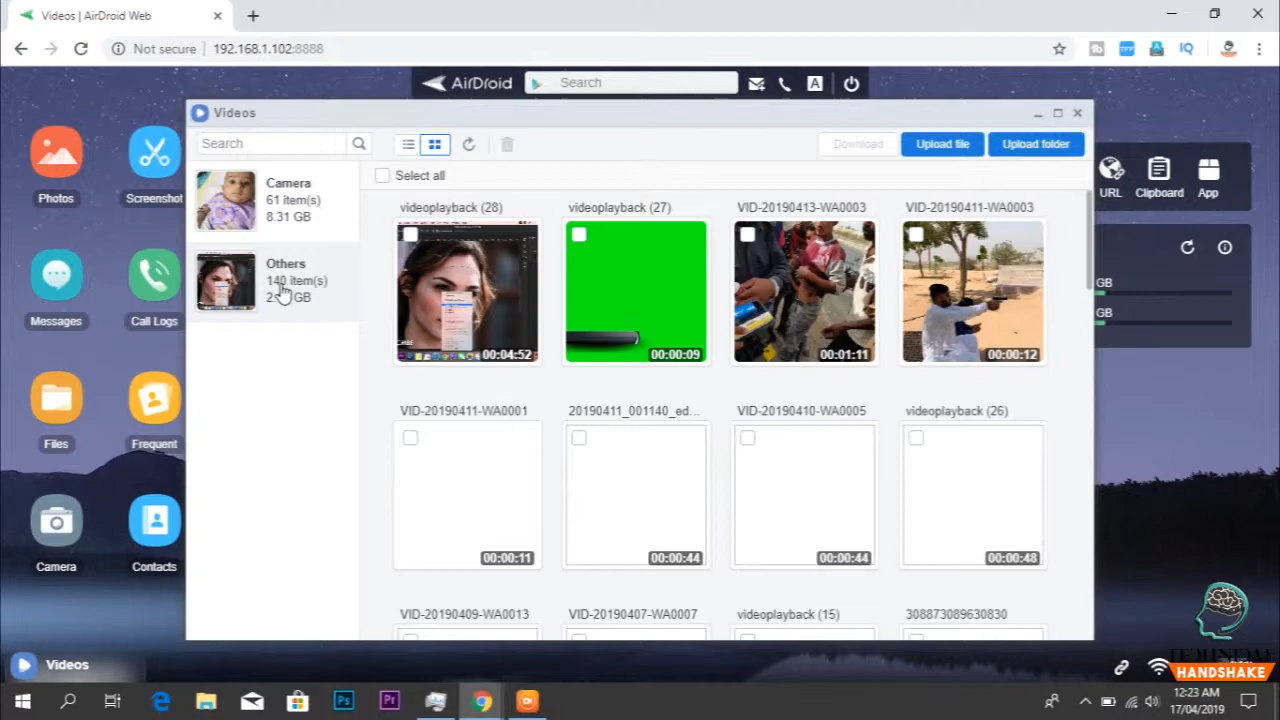 Videos | AirDroid Web
Not secure
192.168.1.102:8888
AirDroid
Search
Videos
Search
Download
Upload file
Upload folder
Camera
61 item(s)
8.31 GB
Others
140 item(s)
GB
Select all
videoplayback (28)
videoplayback (27)
VID-20190413-WA0003
VID-20190411-WA0003
00:04:52
00:00:09
00:01:11
00:00:12
VID-20190411-WA0001
20190411_001140_ed...
VID-20190410-WA0005
videoplayback (26)
00:00:11
00:00:44
00:00:44
00:00:48
VID-20190409-WA0013
VID-20190407-WA0007
videoplayback (15)
308873089630830
Photos
Screenshot
Messages
Call Logs
Files
Frequent
Camera
Contacts
URL
Clipboard
App
GB
GB
Videos
HANDSHAKE
12:23 AM
17/04/2019